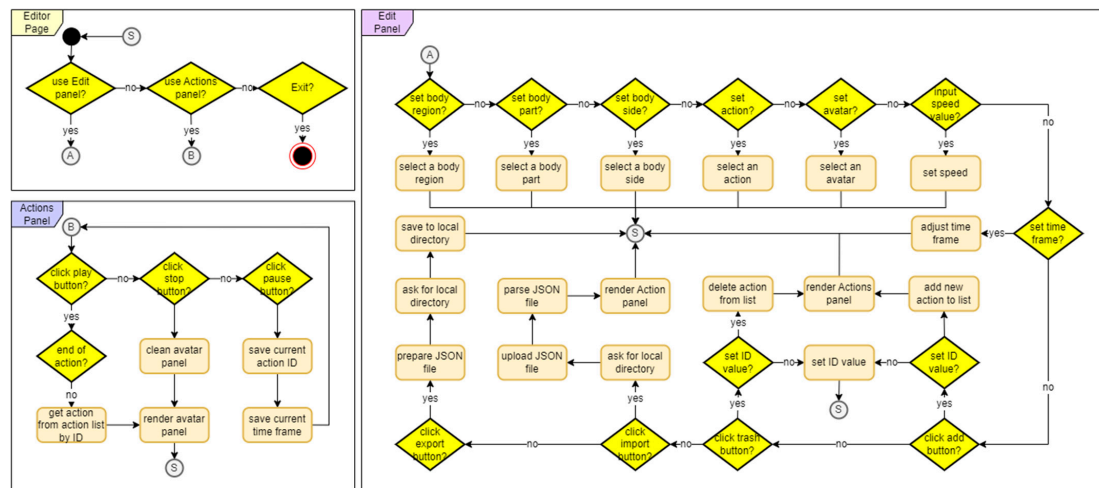 Editor
Page
S
use Edit
panel?
no
use Actions
panel?
no
Exit?
yes
yes
yes
A
B
Actions
Panel
B
click play
button?
no
click
stop
button?
no
click
pause
button?
yes
end of
action?
clean avatar
panel
save current
action ID
no
get action
from action list
by ID
render avatar
panel
save current
time frame
S
Edit
Panel
A
set body
region?
no
set body
part?
no
set body
side?
no
set
action?
no
set
avatar?
no
input
speed
value?
no
yes
yes
yes
yes
yes
yes
select a body
region
select a body
part
select a body
side
select an
action
select an
avatar
set speed
save to local
directory
S
adjust time
frame
yes
set time
frame?
ask for local
directory
parse JSON
file
render Action
panel
delete action
from list
render Actions
panel
add new
action to list
yes
yes
prepare JSON
file
upload JSON
file
ask for local
directory
set ID
value?
no
set ID value
no
set ID
value?
no
yes
yes
yes
S
yes
click
export
button?
no
click
import
button?
no
click trash
button?
no
click add
button?